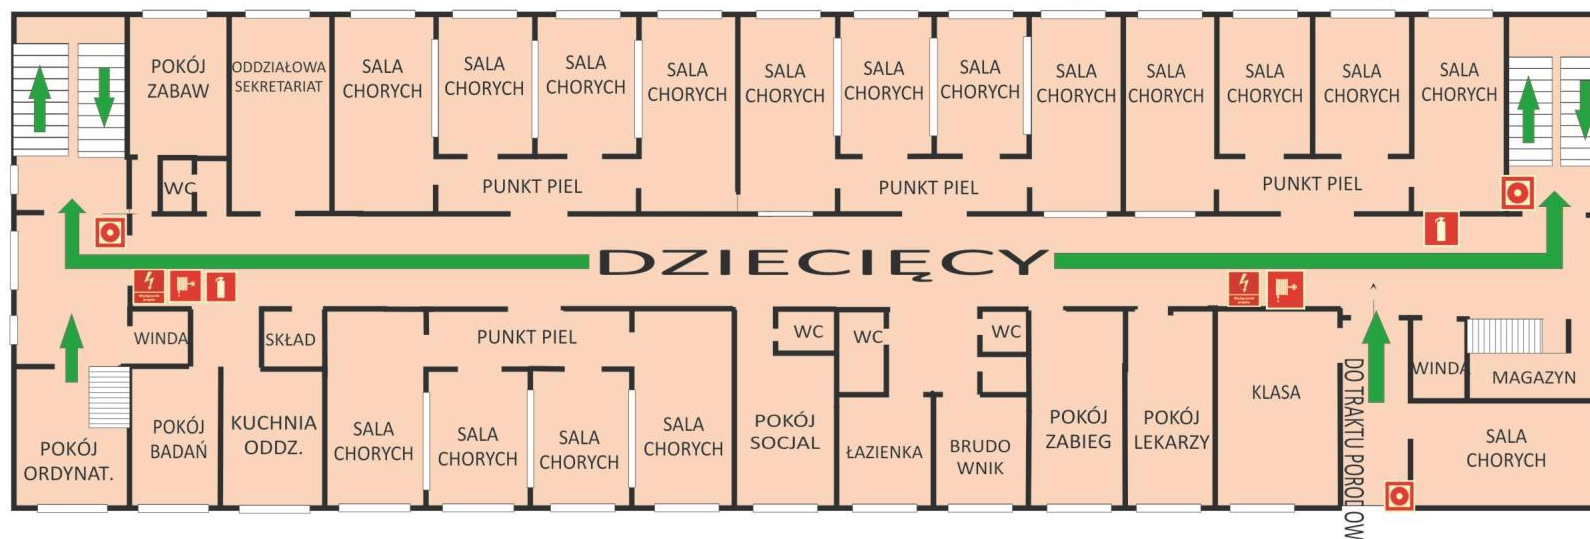 POKÓJ
ZABAW
ODDZIAŁOWA
SEKRETARIAT
SALA
CHORYCH
SALA
CHORYCH
SALA
CHORYCH
SALA
CHORYCH
SALA
CHORYCH
SALA
CHORYCH
SALA
CHORYCH
SALA
CHORYCH
SALA
CHORYCH
SALA
CHORYCH
SALA
CHORYCH
SALA
CHORYCH
WC
PUNKT PIEL
PUNKT PIEL
PUNKT PIEL
DZIECIĘCY
WINDA
SKŁAD
PUNKT PIEL
WC
WC
WC
WINDA
MAGAZYN
POKÓJ
ORDYNAT.
POKÓJ
BADAŃ
KUCHNIA
ODDZ.
SALA
CHORYCH
SALA
CHORYCH
SALA
CHORYCH
SALA
CHORYCH
POKÓJ
SOCJAL
ŁAZIENKA
BRUDO
WNIK
POKÓJ
ZABIEG
POKÓJ
LEKARZY
KLASA
DO TRAKTU POROD OW
SALA
CHORYCH